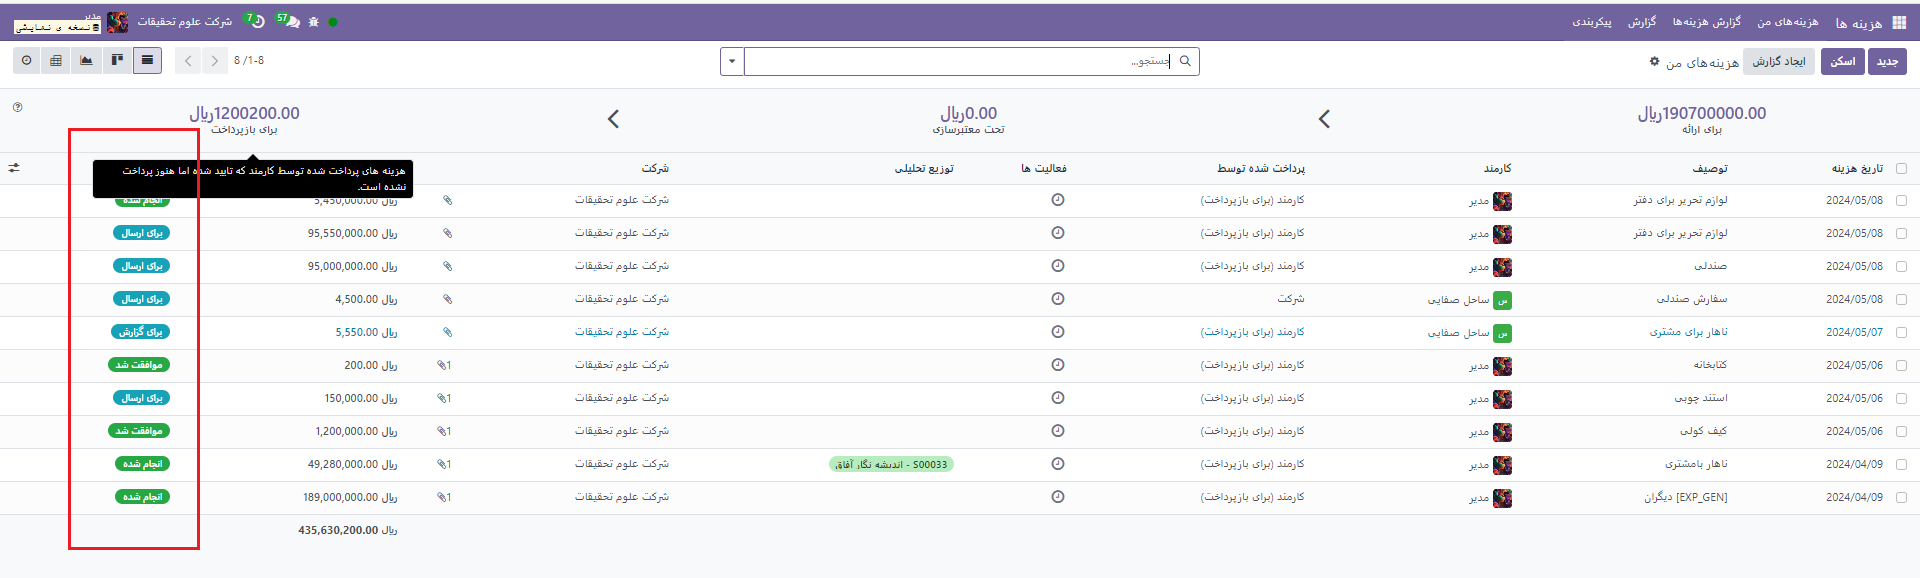 هزینه ها هزینه‌های من گزارش هزینه‌ها گزارش پیکربندی
57 7 شرکت علوم تحقیقات مدیر
نسخه ی نمایشی
جدید اسکن ایجاد گزارش هزینه‌های من
جستجو...
8 /1-8
190700000.00ریال
برای ارائه
0.00ریال
تحت معتبرسازی
1200200.00ریال
برای بازپرداخت
تاریخ هزینه توصیف کارمند پرداخت شده توسط فعالیت ها توزیع تحلیلی شرکت
هزینه های پرداخت شده توسط کارمند که تایید شده اما هنوز پرداخت
نشده است.
2024/05/08 لوازم تحریر برای دفتر مدیر کارمند (برای بازپرداخت) شرکت علوم تحقیقات 5,450,000.00 ریال انجام شده
2024/05/08 لوازم تحریر برای دفتر مدیر کارمند (برای بازپرداخت) شرکت علوم تحقیقات 95,550,000.00 ریال برای ارسال
2024/05/08 صندلی مدیر کارمند (برای بازپرداخت) شرکت علوم تحقیقات 95,000,000.00 ریال برای ارسال
2024/05/08 سفارش صندلی س ساحل صفایی شرکت شرکت علوم تحقیقات 4,500.00 ریال برای ارسال
2024/05/07 ناهار برای مشتری س ساحل صفایی کارمند (برای بازپرداخت) شرکت علوم تحقیقات 5,550.00 ریال برای گزارش
2024/05/06 کتابخانه مدیر کارمند (برای بازپرداخت) شرکت علوم تحقیقات 1 200.00 ریال موافقت شد
2024/05/06 استند چوبی مدیر کارمند (برای بازپرداخت) شرکت علوم تحقیقات 1 150,000.00 ریال برای ارسال
2024/05/06 کیف کولی مدیر کارمند (برای بازپرداخت) شرکت علوم تحقیقات 1 1,200,000.00 ریال موافقت شد
2024/04/09 ناهار بامشتری مدیر کارمند (برای بازپرداخت) S00033 - اندیشه نگار آفاق شرکت علوم تحقیقات 1 49,280,000.00 ریال انجام شده
2024/04/09 [EXP_GEN] دیگران مدیر کارمند (برای بازپرداخت) شرکت علوم تحقیقات 1 189,000,000.00 ریال انجام شده
435,630,200.00 ریال